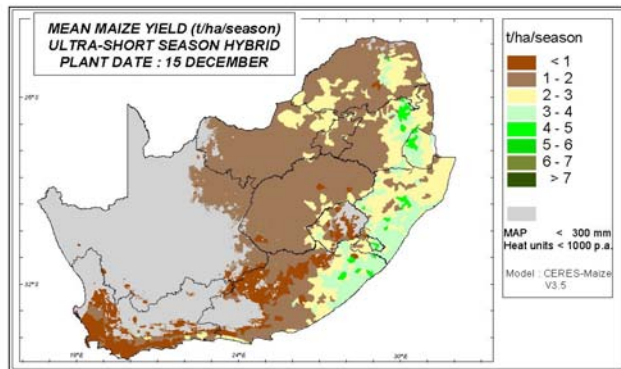 MEAN MAIZE YIELD (t/ha/season)
ULTRA-SHORT SEASON HYBRID
PLANT DATE : 15 DECEMBER
t/ha/season
< 1
1 - 2
2 - 3
3 - 4
4 - 5
5 - 6
6 - 7
> 7
MAP < 300 mm
Heat units < 1000 p.a.
Model : CERES-Maize
V3.5